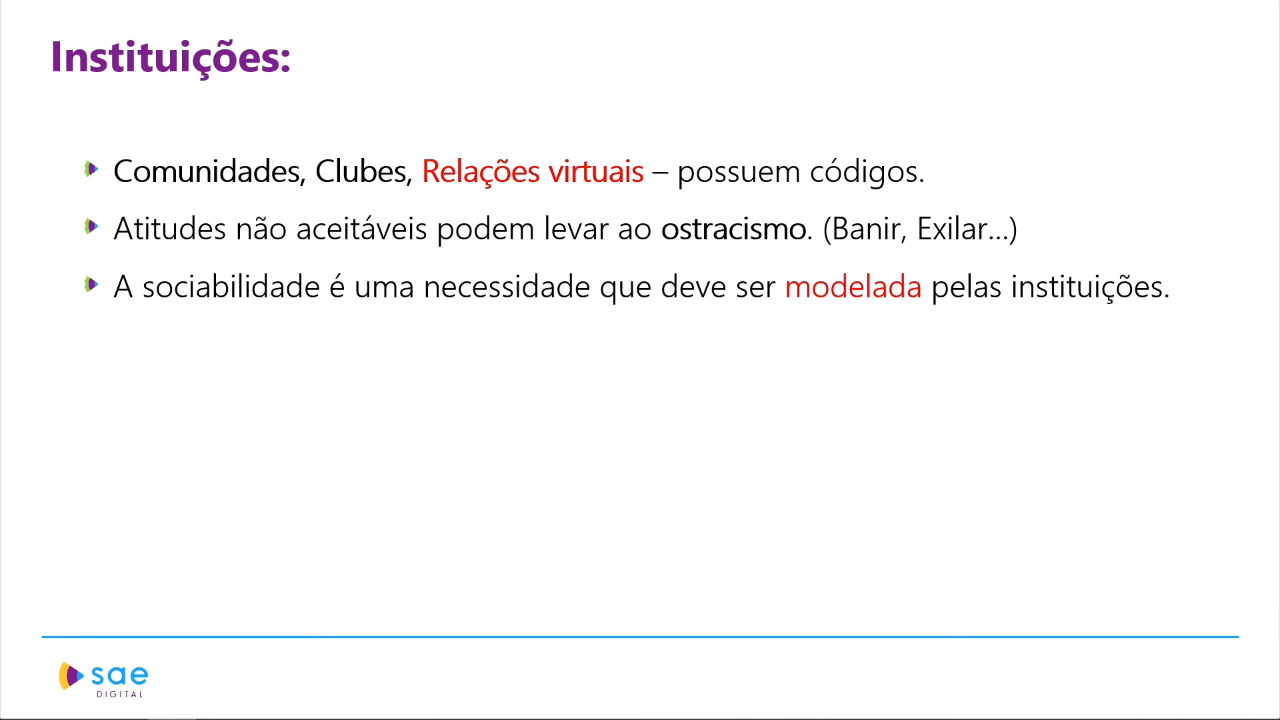 Instituições:
Comunidades, Clubes, Relações virtuais – possuem códigos.
Atitudes não aceitáveis podem levar ao ostracismo. (Banir, Exilar...)
A sociabilidade é uma necessidade que deve ser modelada pelas instituições.
sae
DIGITAL